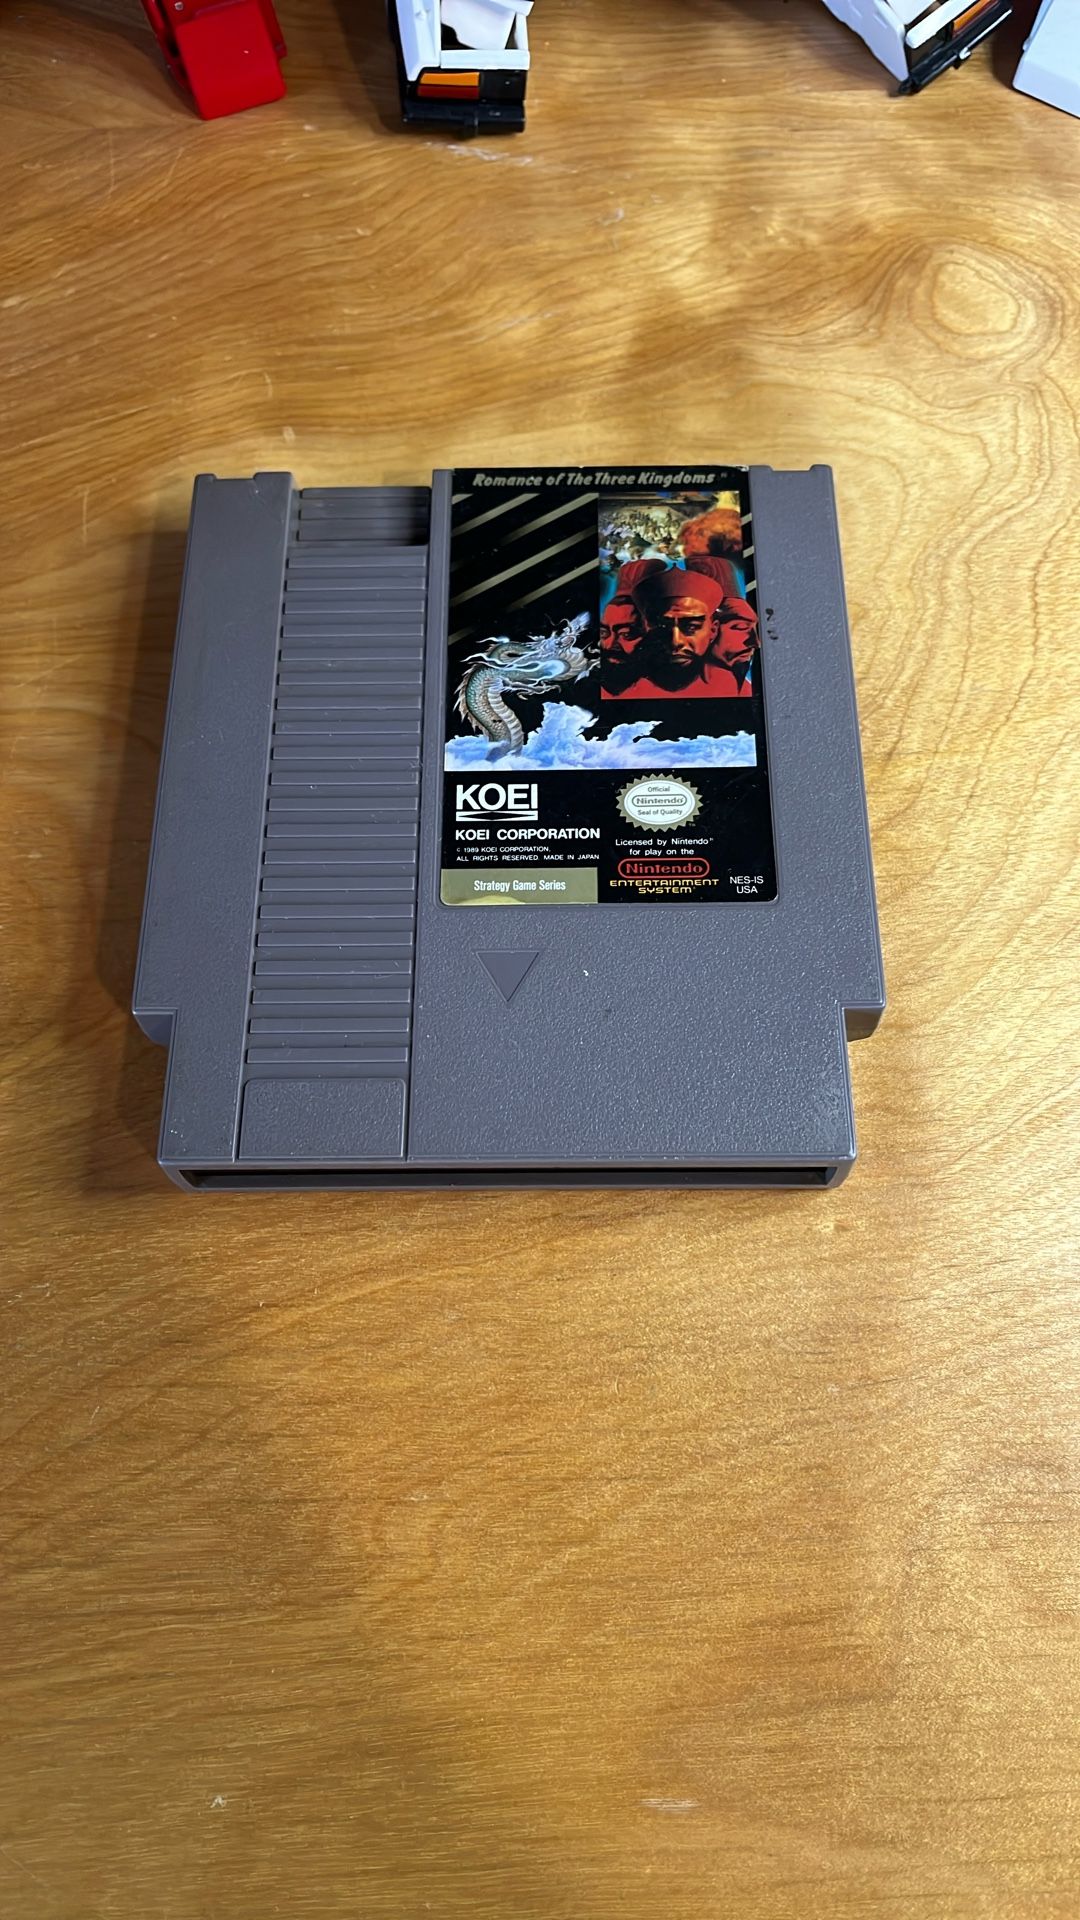 Romance of The Three Kingdoms
KOEI
KOEI CORPORATION
© 1989 KOEI CORPORATION.
ALL RIGHTS RESERVED. MADE IN JAPAN
Strategy Game Series
Official
Nintendo
Seal of Quality
Licensed by Nintendo™
for play on the
Nintendo
ENTERTAINMENT
SYSTEM
NES-IS
USA